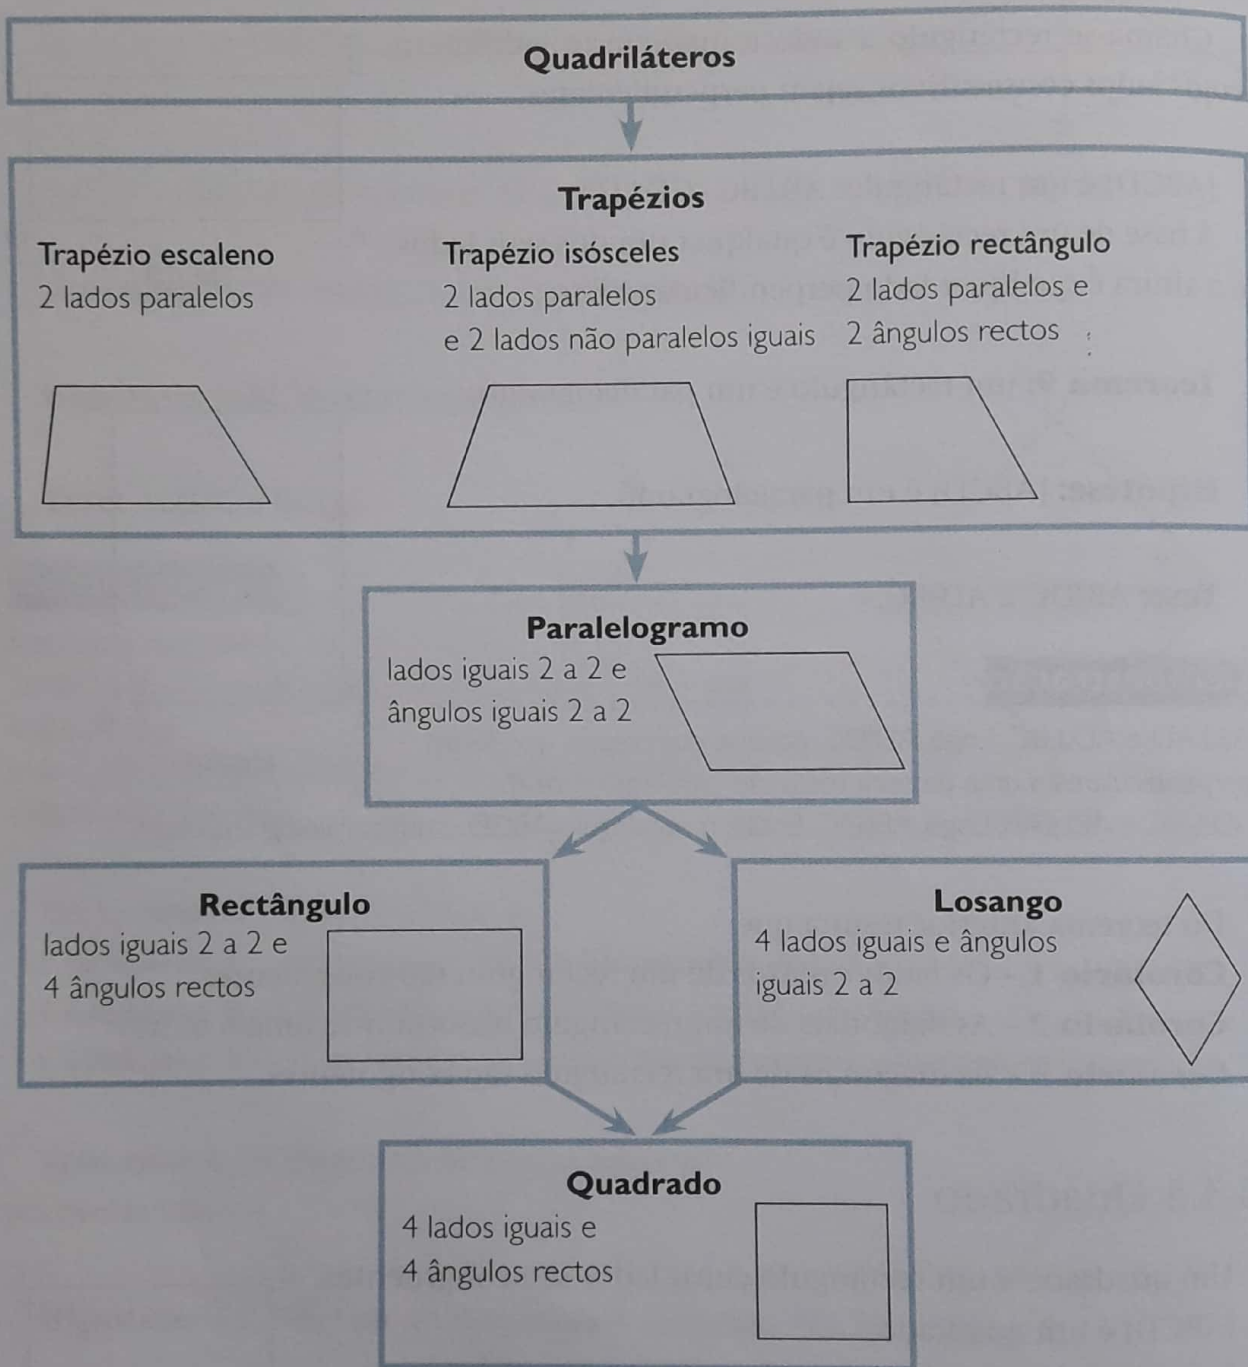 Quadriláteros
Trapézios
Trapézio escaleno
2 lados paralelos
Trapézio isósceles
2 lados paralelos
e 2 lados não paralelos iguais
Trapézio rectângulo
2 lados paralelos e
2 ângulos rectos
Paralelogramo
lados iguais 2 a 2 e
ângulos iguais 2 a 2
Rectângulo
lados iguais 2 a 2 e
4 ângulos rectos
Losango
4 lados iguais e ângulos
iguais 2 a 2
Quadrado
4 lados iguais e
4 ângulos rectos